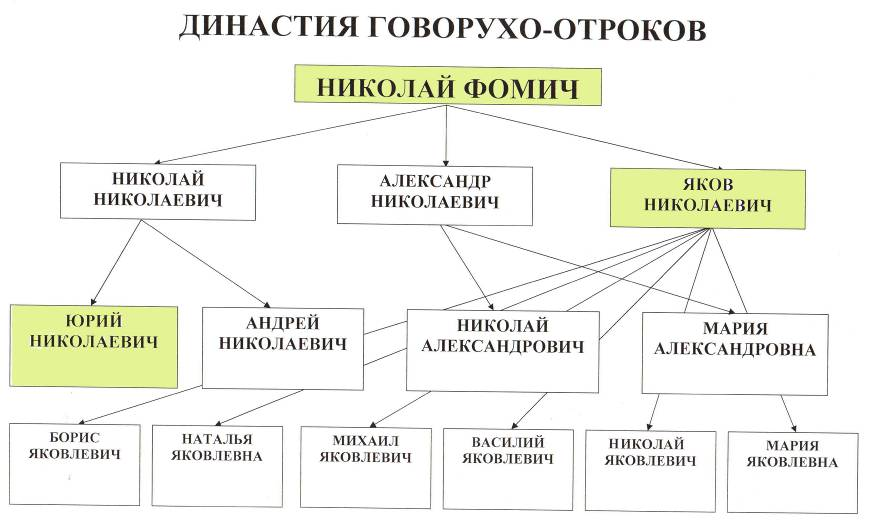 ДИНАСТИЯ ГОВОРУХО-ОТРОКОВ
НИКОЛАЙ ФОМИЧ
НИКОЛАЙ
НИКОЛАЕВИЧ
АЛЕКСАНДР
НИКОЛАЕВИЧ
ЯКОВ
НИКОЛАЕВИЧ
ЮРИЙ
НИКОЛАЕВИЧ
АНДРЕЙ
НИКОЛАЕВИЧ
НИКОЛАЙ
АЛЕКСАНДРОВИЧ
МАРИЯ
АЛЕКСАНДРОВНА
БОРИС
ЯКОВЛЕВИЧ
НАТАЛЬЯ
ЯКОВЛЕВНА
МИХАИЛ
ЯКОВЛЕВИЧ
ВАСИЛИЙ
ЯКОВЛЕВИЧ
НИКОЛАЙ
ЯКОВЛЕВИЧ
МАРИЯ
ЯКОВЛЕВНА